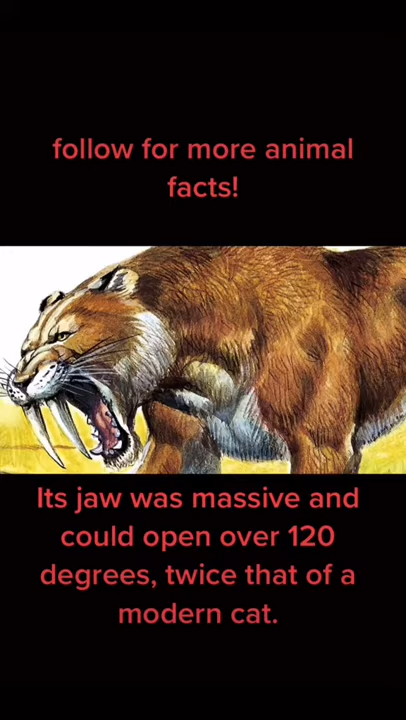 follow for more animal
facts!
Its jaw was massive and
could open over 120
degrees, twice that of a
modern cat.